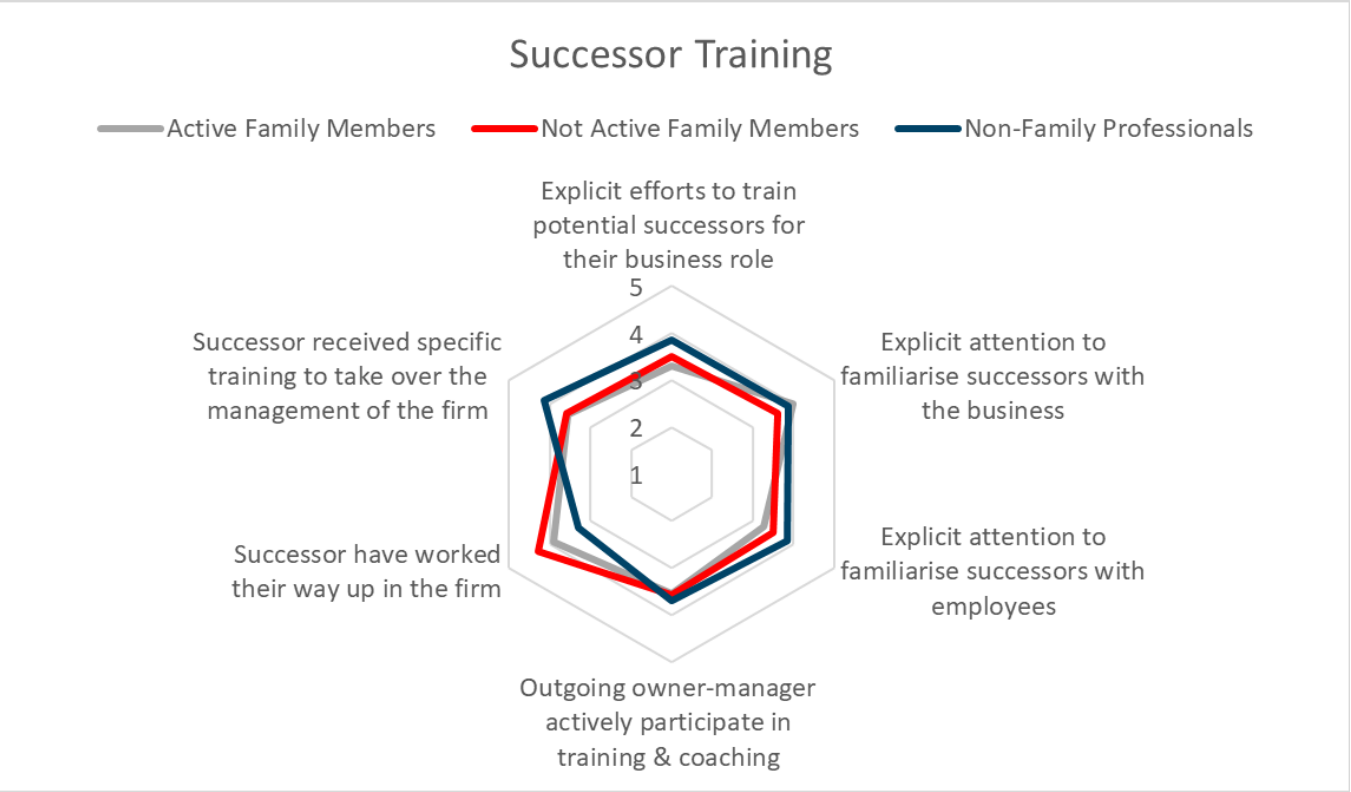 Successor Training
Active Family Members
Not Active Family Members
Non-Family Professionals
Explicit efforts to train
potential successors for
their business role
5
4
3
2
1
Explicit attention to
familiarise successors with
the business
Explicit attention to
familiarise successors with
employees
Outgoing owner-manager
actively participate in
training & coaching
Successor have worked
their way up in the firm
Successor received specific
training to take over the
management of the firm